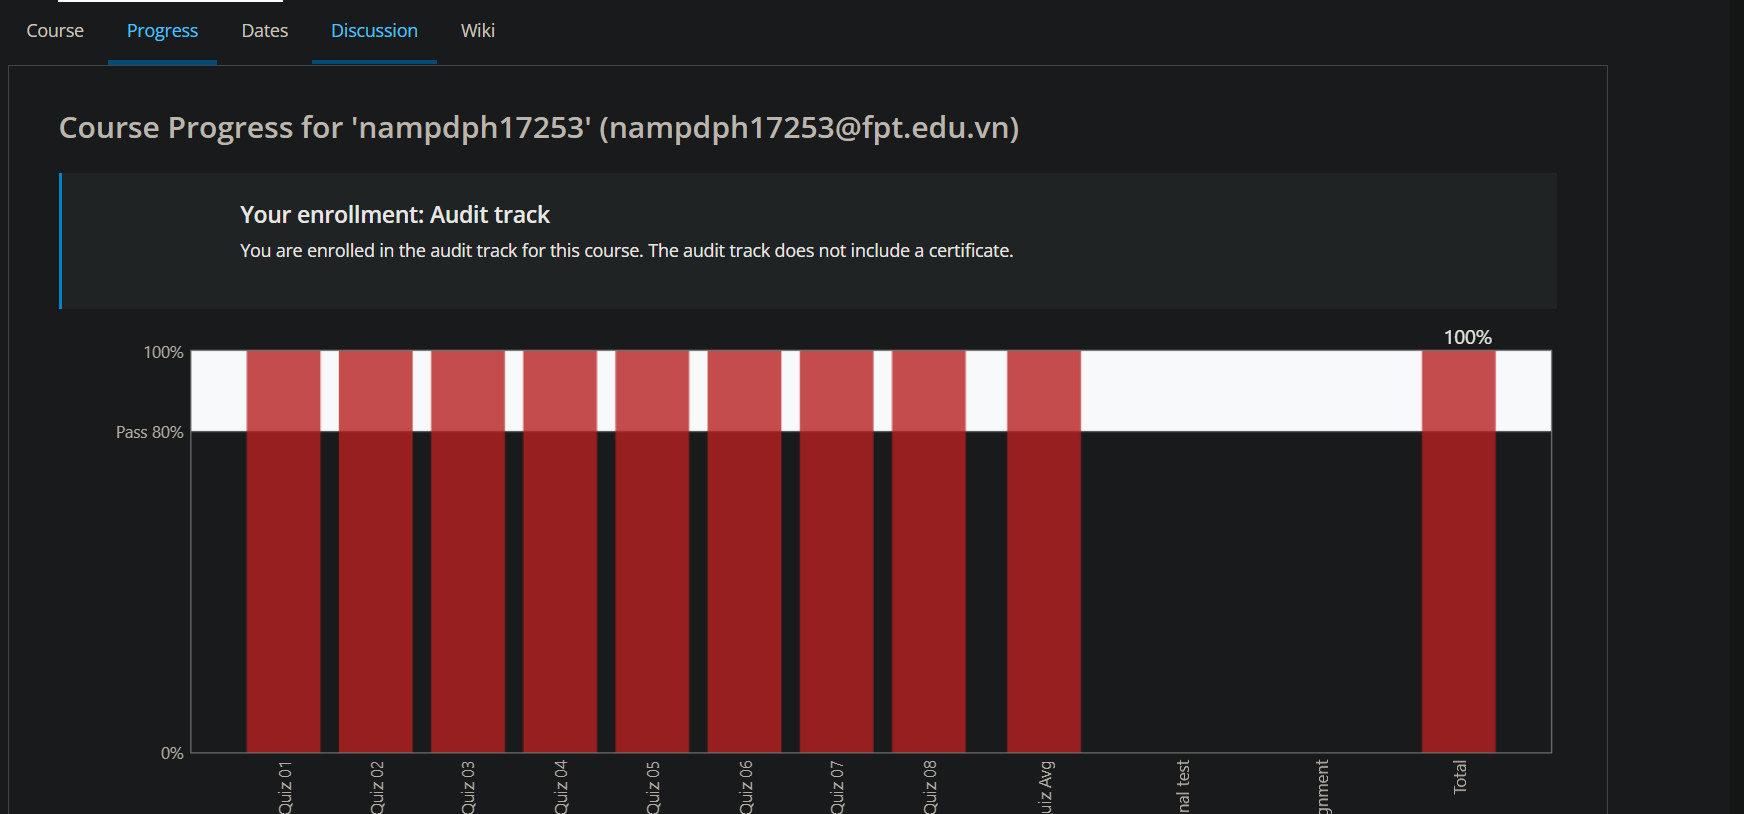 Course Progress Dates Discussion Wiki
Course Progress for 'nampdph17253' (nampdph17253@fpt.edu.vn)
Your enrollment: Audit track
You are enrolled in the audit track for this course. The audit track does not include a certificate.
100%
100%
Pass 80%
0%
Quiz 01
Quiz 02
Quiz 03
Quiz 04
Quiz 05
Quiz 06
Quiz 07
Quiz 08
uiz Avg
nal test
gnment
Total